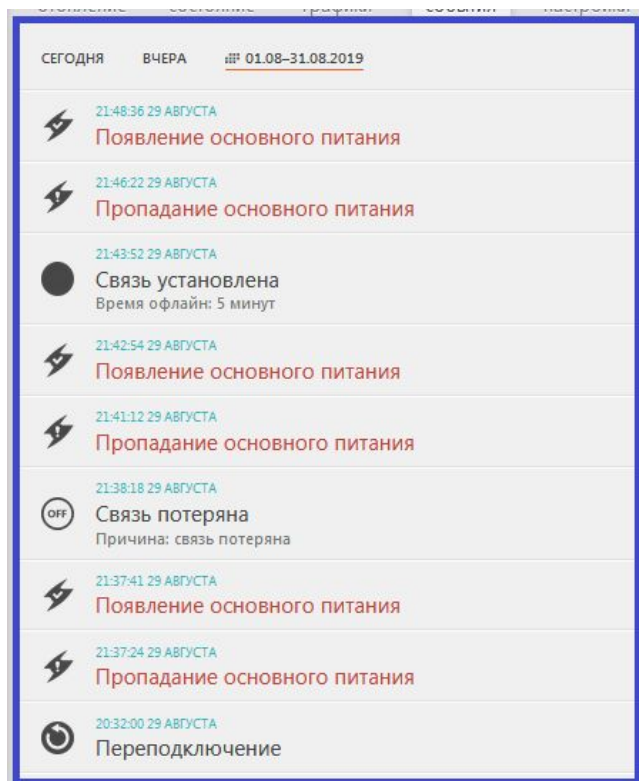 СЕГОДНЯ ВЧЕРА 01.08–31.08.2019
21:48:36 29 АВГУСТА
Появление основного питания
21:46:22 29 АВГУСТА
Пропадание основного питания
21:43:52 29 АВГУСТА
Связь установлена
Время офлайн: 5 минут
21:42:54 29 АВГУСТА
Появление основного питания
21:41:12 29 АВГУСТА
Пропадание основного питания
21:38:18 29 АВГУСТА
OFF Связь потеряна
Причина: связь потеряна
21:37:41 29 АВГУСТА
Появление основного питания
21:37:24 29 АВГУСТА
Пропадание основного питания
20:32:00 29 АВГУСТА
Переподключение